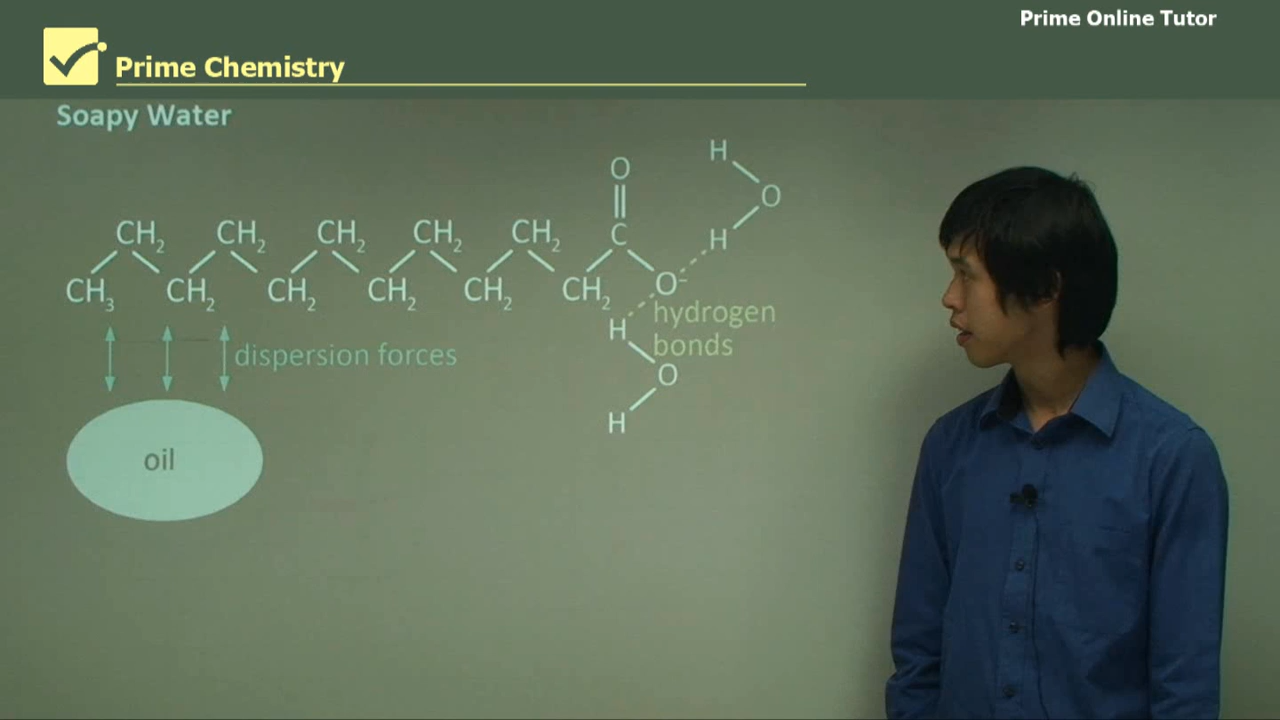 Prime Online Tutor
Prime Chemistry
Soapy Water
O
H
O
CH₂ CH₂ CH₂ CH₂ CH₂ C H
CH₃ CH₂ CH₂ CH₂ CH₂ CH₂ O⁻
hydrogen
H
bonds
dispersion forces
O
H
oil